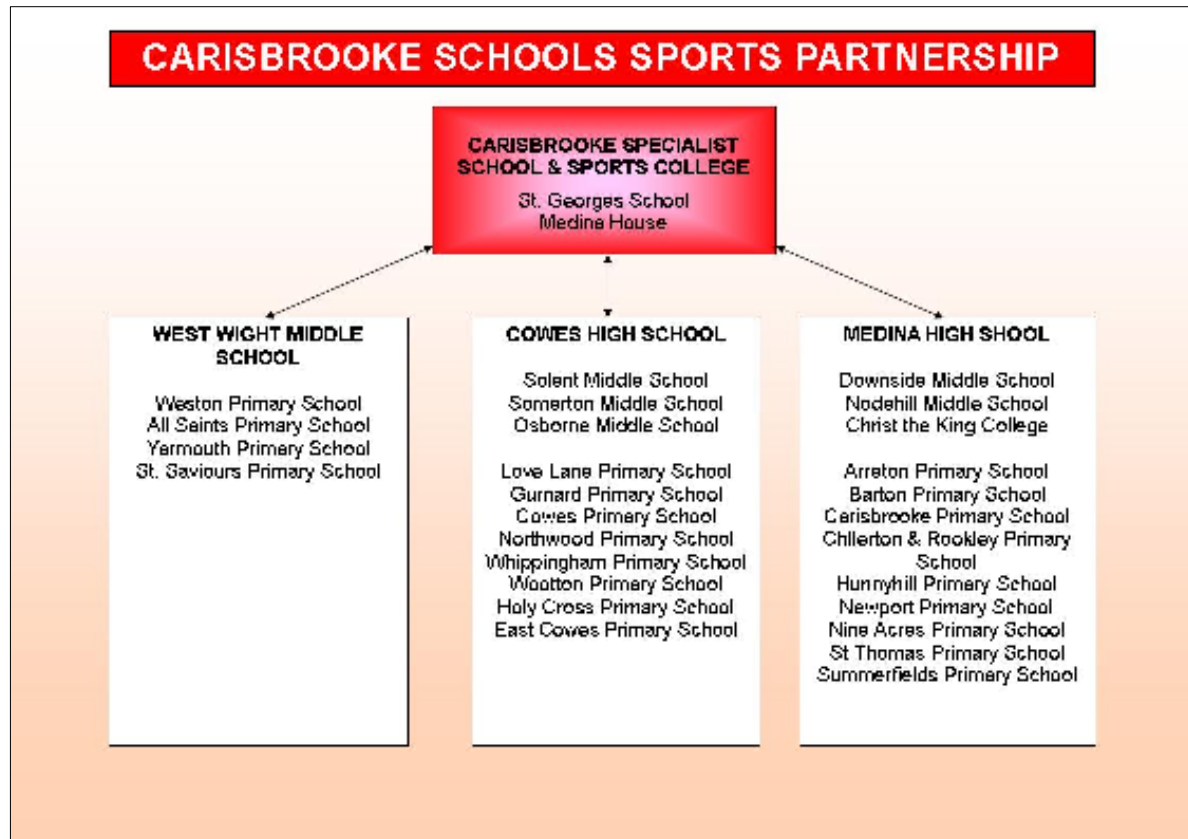 CARISBROOKE SCHOOLS SPORTS PARTNERSHIP
CARISBROOKE SPECIALIST
SCHOOL & SPORTS COLLEGE
St. Georges School
Medina House
WEST WIGHT MIDDLE
SCHOOL
Weston Primary School
All Saints Primary School
Yarmouth Primary School
St. Saviours Primary School
COWES HIGH SCHOOL
Solent Middle School
Somerton Middle School
Osborne Middle School
Love Lane Primary School
Gurnard Primary School
Cowes Primary School
Northwood Primary School
Whippingham Primary School
Wootton Primary School
Holy Cross Primary School
East Cowes Primary School
MEDINA HIGH SHOOL
Downside Middle School
Nodehill Middle School
Christ the King College
Arreton Primary School
Barton Primary School
Carisbrooke Primary School
Chllerton & Rookley Primary
School
Hunnyhill Primary School
Newport Primary School
Nine Acres Primary School
St Thomas Primary School
Summerfields Primary School